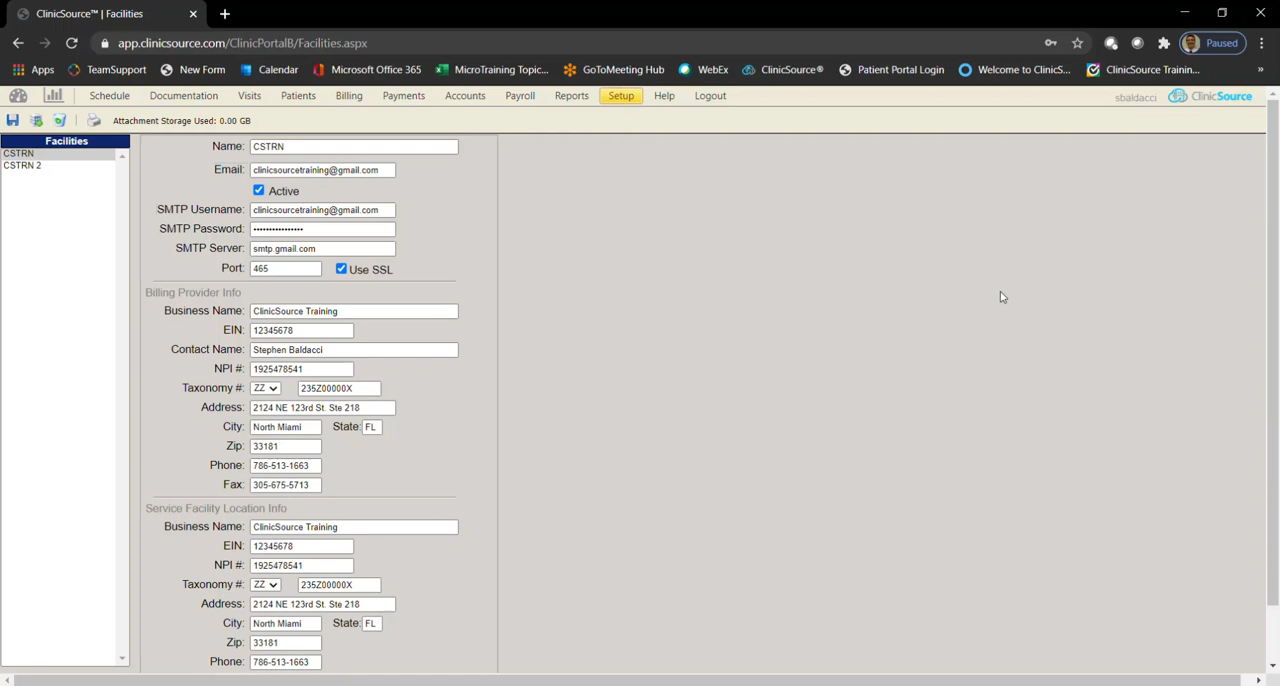 ClinicSource™ | Facilities
app.clinicsource.com/ClinicPortalB/Facilities.aspx
Paused
Apps TeamSupport New Form Calendar Microsoft Office 365 MicroTraining Topic... GoToMeeting Hub WebEx ClinicSource® Patient Portal Login Welcome to ClinicS... ClinicSource Trainin... »
Schedule Documentation Visits Patients Billing Payments Accounts Payroll Reports Setup Help Logout sbaldacci ClinicSource
Attachment Storage Used: 0.00 GB
Facilities
CSTRN
CSTRN 2
Name: CSTRN
Email: clinicsourcetraining@gmail.com
Active
SMTP Username: clinicsourcetraining@gmail.com
SMTP Password: •••••••••••••••
SMTP Server: smtp.gmail.com
Port: 465 Use SSL
Billing Provider Info
Business Name: ClinicSource Training
EIN: 12345678
Contact Name: Stephen Baldacci
NPI #: 1925478541
Taxonomy #: ZZ 235Z00000X
Address: 2124 NE 123rd St. Ste 218
City: North Miami State: FL
Zip: 33181
Phone: 786-513-1663
Fax: 305-675-5713
Service Facility Location Info
Business Name: ClinicSource Training
EIN: 12345678
NPI #: 1925478541
Taxonomy #: ZZ 235Z00000X
Address: 2124 NE 123rd St. Ste 218
City: North Miami State: FL
Zip: 33181
Phone: 786-513-1663